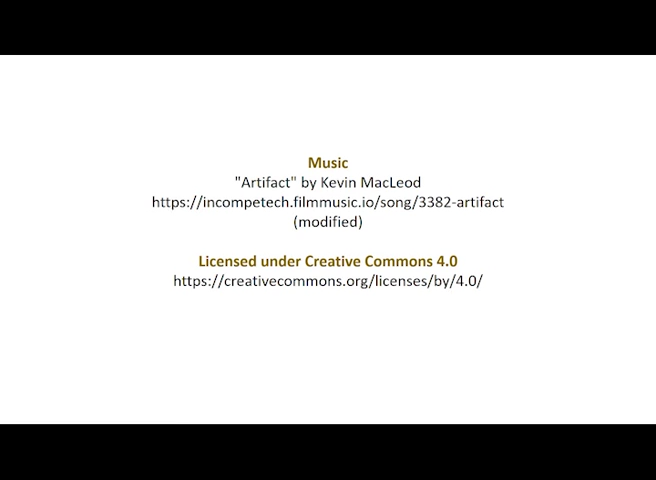 Music
"Artifact" by Kevin MacLeod
https://incompetech.filmmusic.io/song/3382-artifact
(modified)
Licensed under Creative Commons 4.0
https://creativecommons.org/licenses/by/4.0/